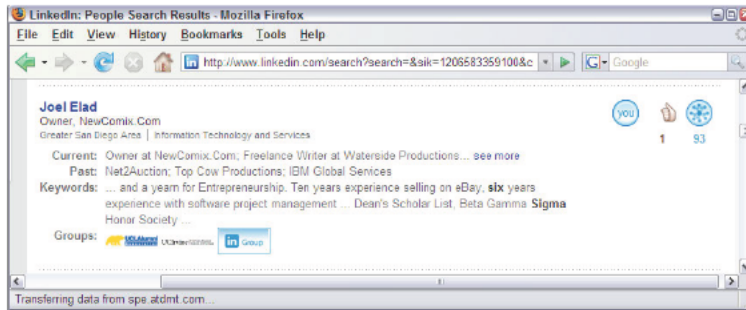 LinkedIn: People Search Results - Mozilla Firefox
File Edit View History Bookmarks Tools Help
http://www.linkedin.com/search?search=&sik=1206583359100&c
G Google
Joel Elad
Owner, NewComix.Com
Greater San Diego Area | Information Technology and Services
you
1 93
Current: Owner at NewComix.Com; Freelance Writer at Waterside Productions... see more
Past: Net2Auction; Top Cow Productions; IBM Global Services
Keywords: ... and a yearn for Entrepreneurship. Ten years experience selling on eBay, six years
experience with software project management ... Dean's Scholar List, Beta Gamma Sigma
Honor Society ...
Groups: in Group
Transferring data from spe.atdmt.com...